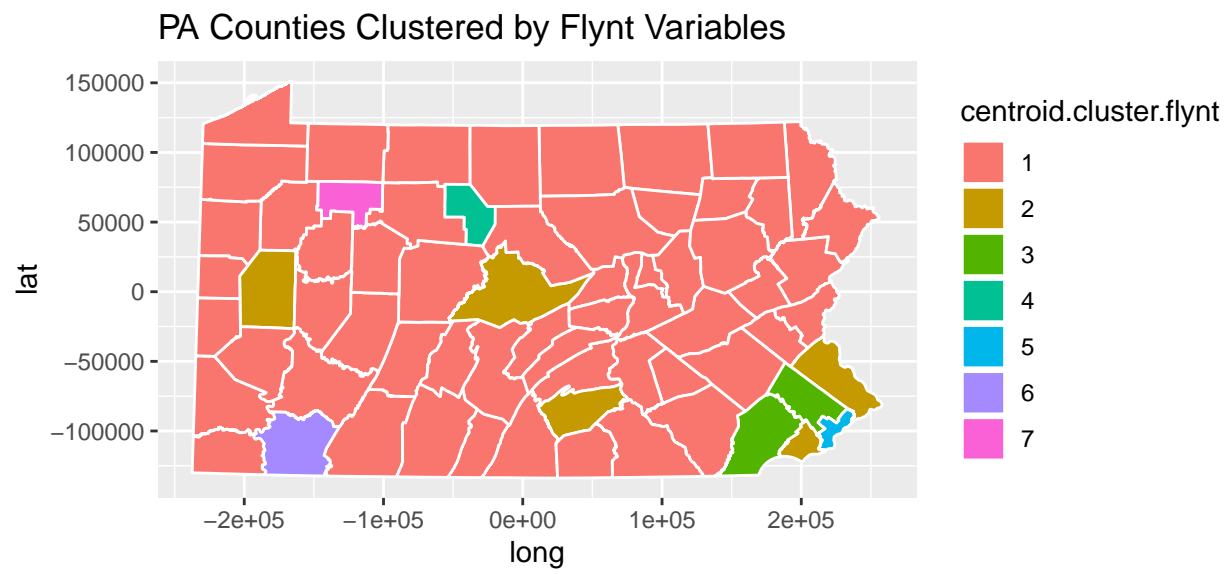 PA Counties Clustered by Flynt Variables
150000
100000
50000
0
−50000
−100000
lat
−2e+05
−1e+05
0e+00
1e+05
2e+05
long
centroid.cluster.flynt
1
2
3
4
5
6
7